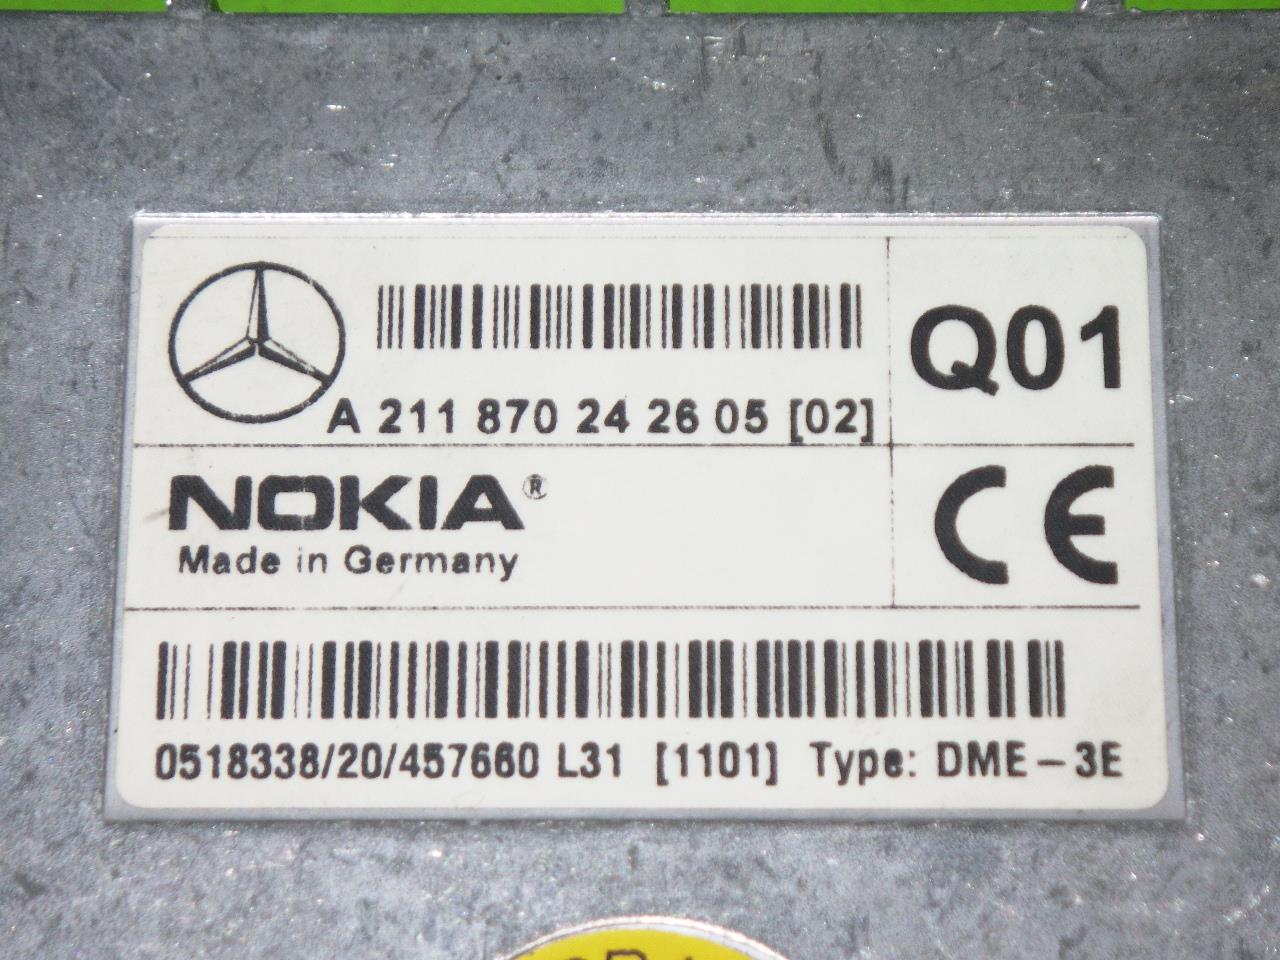 A 211 870 24 26 05 [02]
Q01
NOKIA®
Made in Germany
CE
0518338/20/457660 L31 [1101] Type: DME-3E